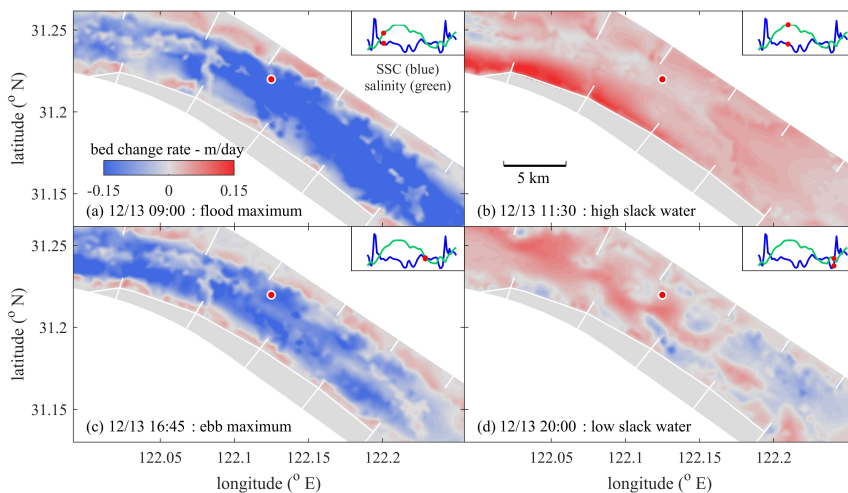 31.25
31.2
31.15
latitude (° N)
SSC (blue)
salinity (green)
bed change rate - m/day
-0.15 0 0.15
(a) 12/13 09:00 : flood maximum
5 km
(b) 12/13 11:30 : high slack water
31.25
31.2
31.15
latitude (° N)
(c) 12/13 16:45 : ebb maximum
(d) 12/13 20:00 : low slack water
122.05 122.1 122.15 122.2
122.05 122.1 122.15 122.2
longitude (° E)
longitude (° E)